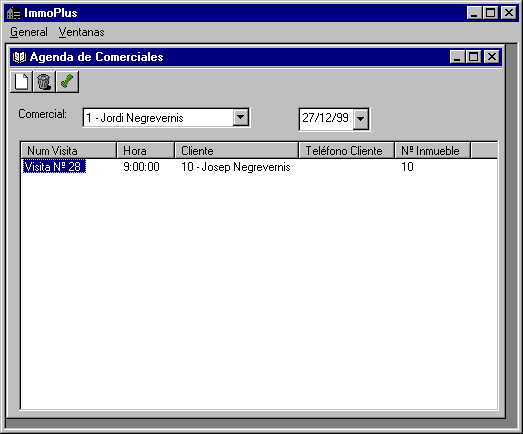 ImmoPlus
General Ventanas
Agenda de Comerciales
Comercial: 1 - Jordi Negrevernis 27/12/99
Num Visita Hora Cliente Teléfono Cliente Nº Inmueble
Visita Nº 28 9:00:00 10 - Josep Negrevernis 10